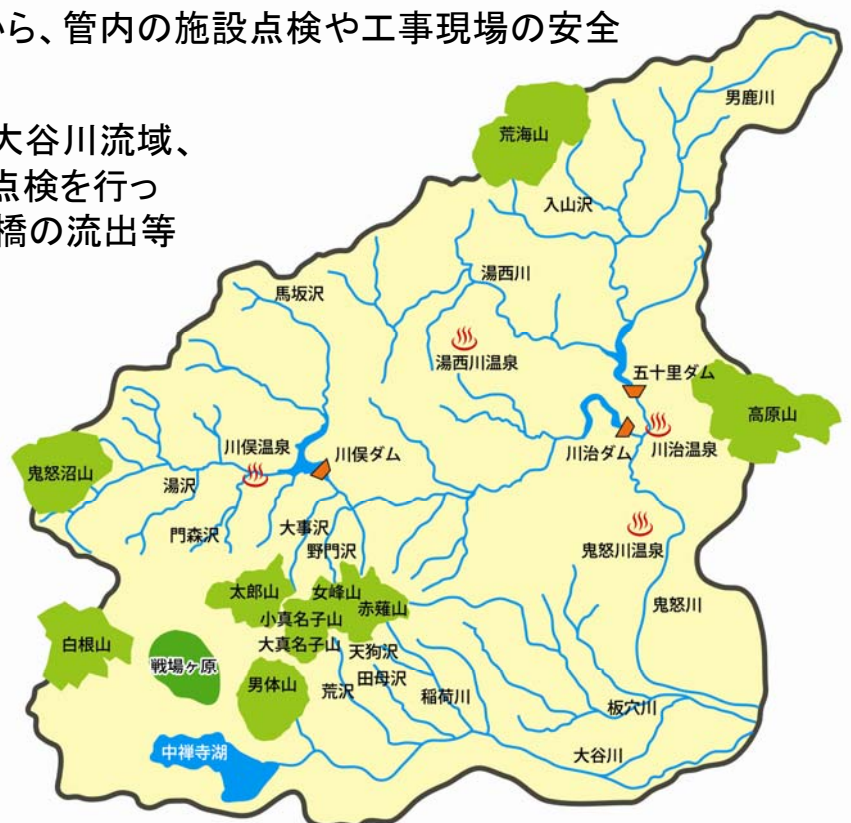 から、管内の施設点検や工事現場の安全
大谷川流域、
点検を行っ
橋の流出等
男鹿川
荒海山
入山沢
湯西川
馬坂沢
湯西川温泉
五十里ダム
高原山
川治ダム
川治温泉
川俣温泉
川俣ダム
鬼怒沼山
湯沢
門森沢
大事沢
野門沢
鬼怒川温泉
太郎山
女峰山
小真名子山
赤薙山
鬼怒川
白根山
大真名子山
天狗沢
戦場ヶ原
田母沢
男体山
荒沢
稲荷川
板穴川
中禅寺湖
大谷川